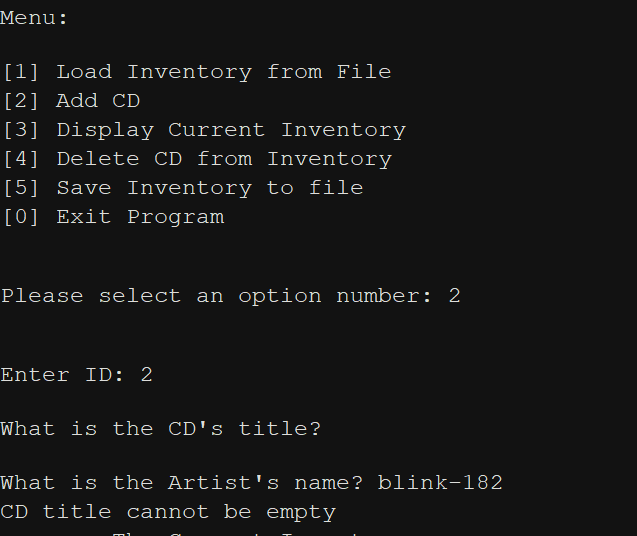 Menu:
[1] Load Inventory from File
[2] Add CD
[3] Display Current Inventory
[4] Delete CD from Inventory
[5] Save Inventory to file
[0] Exit Program
Please select an option number: 2
Enter ID: 2
What is the CD's title?
What is the Artist's name? blink-182
CD title cannot be empty